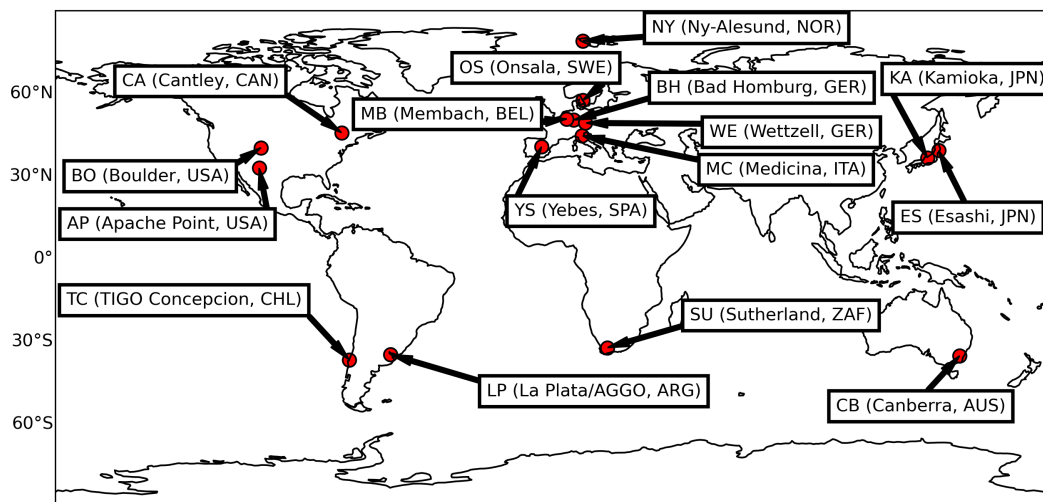 NY (Ny-Alesund, NOR)
OS (Onsala, SWE)
CA (Cantley, CAN)
KA (Kamioka, JPN)
BH (Bad Homburg, GER)
60°N
MB (Membach, BEL)
WE (Wettzell, GER)
MC (Medicina, ITA)
30°N
BO (Boulder, USA)
YS (Yebes, SPA)
ES (Esashi, JPN)
AP (Apache Point, USA)
0°
TC (TIGO Concepcion, CHL)
SU (Sutherland, ZAF)
30°S
LP (La Plata/AGGO, ARG)
CB (Canberra, AUS)
60°S